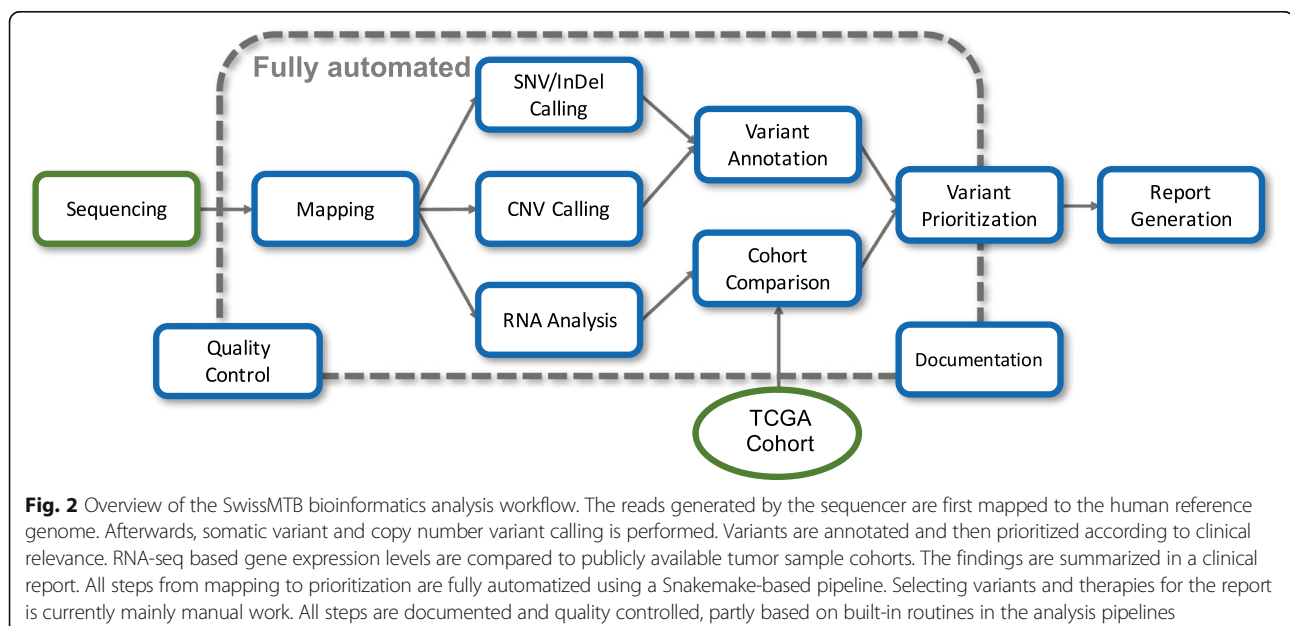 Fully automated
SNV/InDel
Calling
Variant
Annotation
Sequencing
Mapping
CNV Calling
Variant
Prioritization
Report
Generation
Cohort
Comparison
RNA Analysis
Quality
Control
Documentation
TCGA
Cohort
Fig. 2 Overview of the SwissMTB bioinformatics analysis workflow. The reads generated by the sequencer are first mapped to the human reference
genome. Afterwards, somatic variant and copy number variant calling is performed. Variants are annotated and then prioritized according to clinical
relevance. RNA-seq based gene expression levels are compared to publicly available tumor sample cohorts. The findings are summarized in a clinical
report. All steps from mapping to prioritization are fully automatized using a Snakemake-based pipeline. Selecting variants and therapies for the report
is currently mainly manual work. All steps are documented and quality controlled, partly based on built-in routines in the analysis pipelines